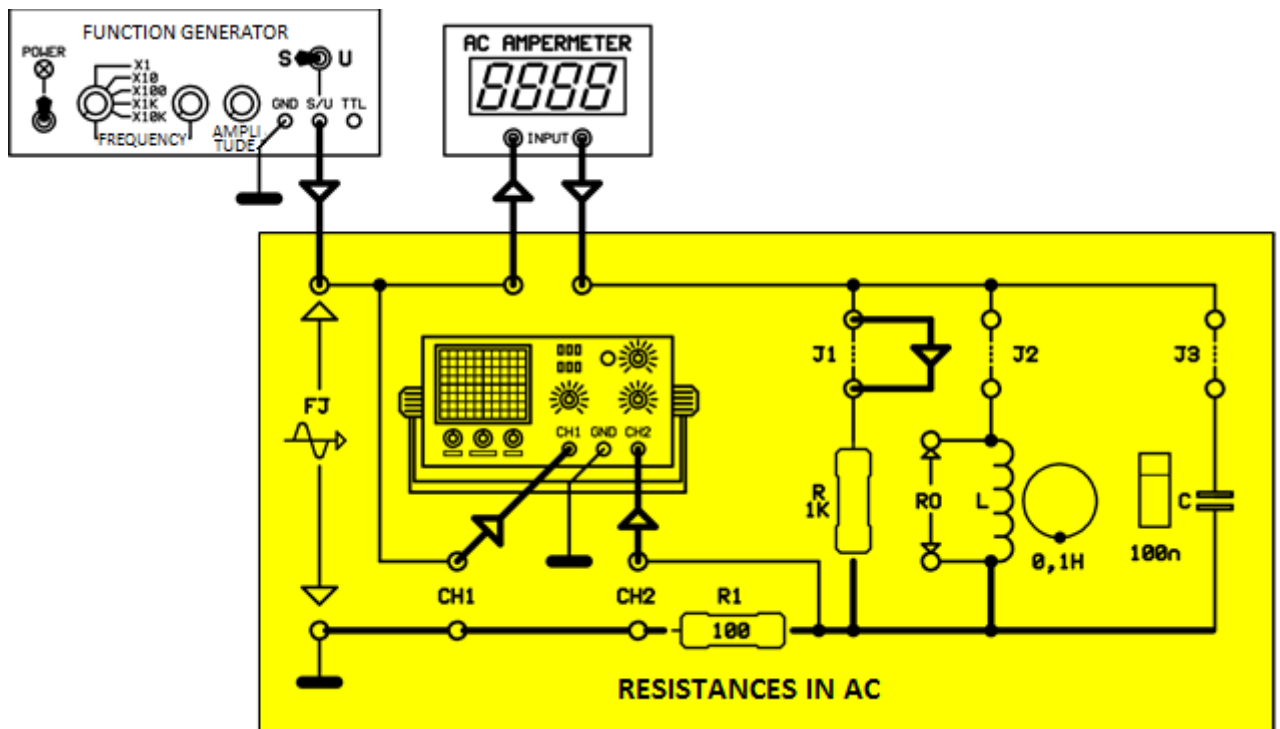 FUNCTION GENERATOR
POWER
S U
X1
X10
X100
X1K
X10K
GND S/U TTL
FREQUENCY
AMPLI
TUDE
AC AMPERMETER
8888
INPUT
J1
J2
J3
FJ
CH1 GND CH2
R
1K
RO
L
0,1H
C
100n
CH1
CH2
R1
100
RESISTANCES IN AC